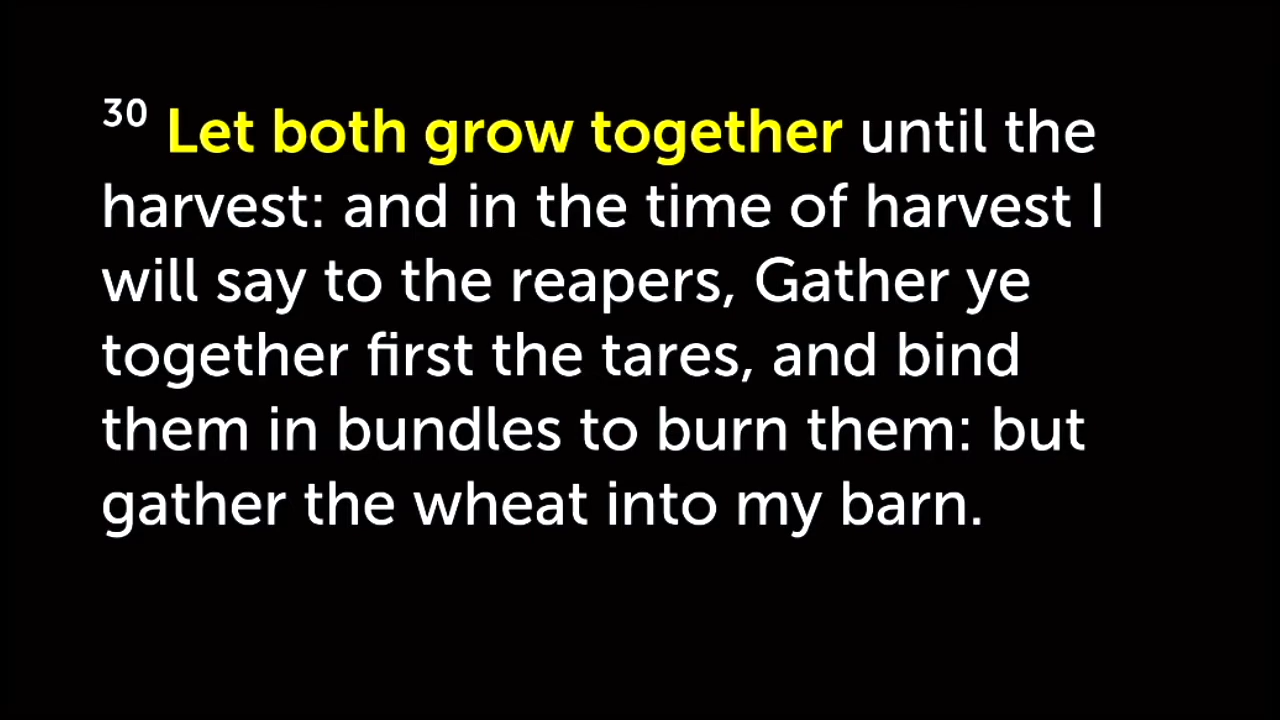 30 Let both grow together until the
harvest: and in the time of harvest I
will say to the reapers, Gather ye
together first the tares, and bind
them in bundles to burn them: but
gather the wheat into my barn.